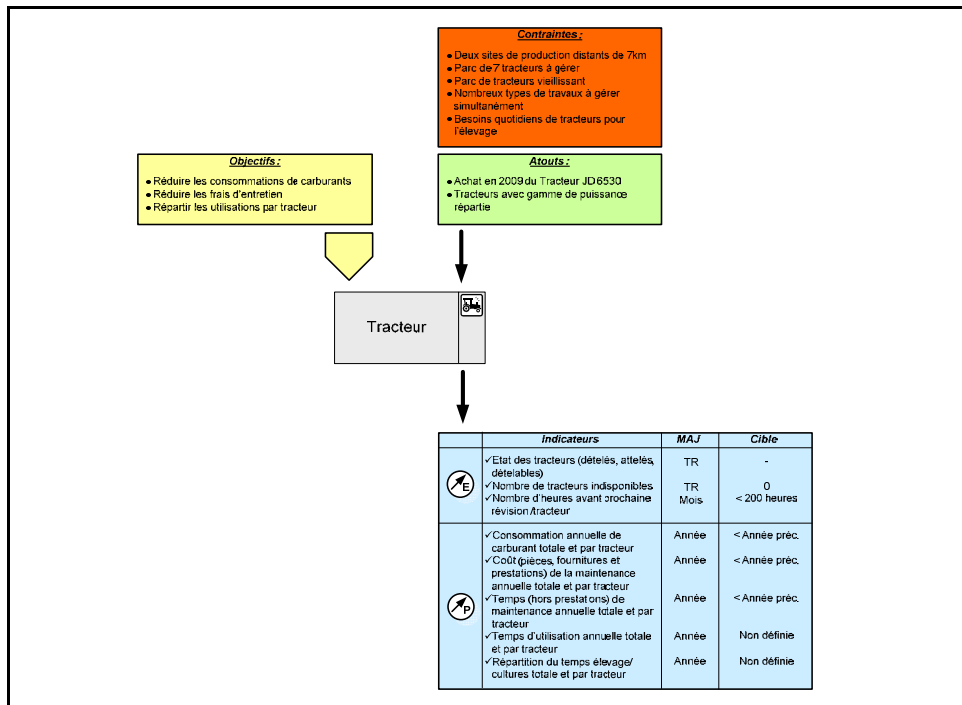 Contraintes :
• Deux sites de production distants de 7km
• Parc de 7 tracteurs à gérer
• Parc de tracteurs vieillissant
• Nombreux types de travaux à gérer
simultanément
• Besoins quotidiens de tracteurs pour
l'élevage
Objectifs :
• Réduire les consommations de carburants
• Réduire les frais d'entretien
• Répartir les utilisations par tracteur
Atouts :
• Achat en 2009 du Tracteur JD 6530
• Tracteurs avec gamme de puissance
répartie
Tracteur
Indicateurs MAJ Cible
E
✓Etat des tracteurs (dételés, attelés, TR -
dételables)
✓Nombre de tracteurs indisponibles TR 0
✓Nombre d'heures avant prochaine Mois < 200 heures
révision/tracteur
P
✓Consommation annuelle de Année < Année préc.
carburant totale et par tracteur
✓Coût (pièces, fournitures et Année < Année préc.
prestations) de la maintenance
annuelle totale et par tracteur
✓Temps (hors prestations) de Année < Année préc.
maintenance annuelle totale et par
tracteur
✓Temps d'utilisation annuelle totale Année Non définie
et par tracteur
✓Répartition du temps élevage/ Année Non définie
cultures totale et par tracteur